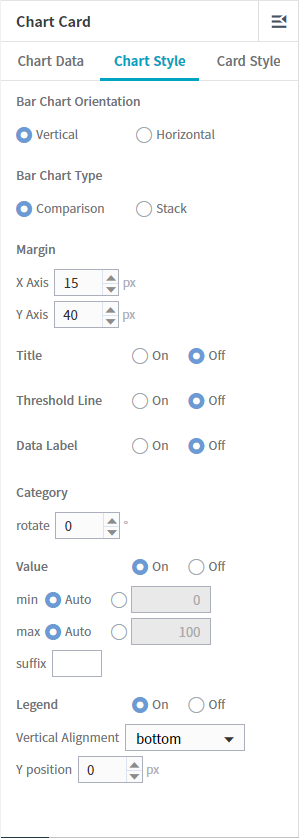 Chart Card
Chart Data Chart Style Card Style
Bar Chart Orientation
Vertical Horizontal
Bar Chart Type
Comparison Stack
Margin
X Axis 15 px
Y Axis 40 px
Title On Off
Threshold Line On Off
Data Label On Off
Category
rotate 0 °
Value On Off
min Auto 0
max Auto 100
suffix
Legend On Off
Vertical Alignment bottom
Y position 0 px